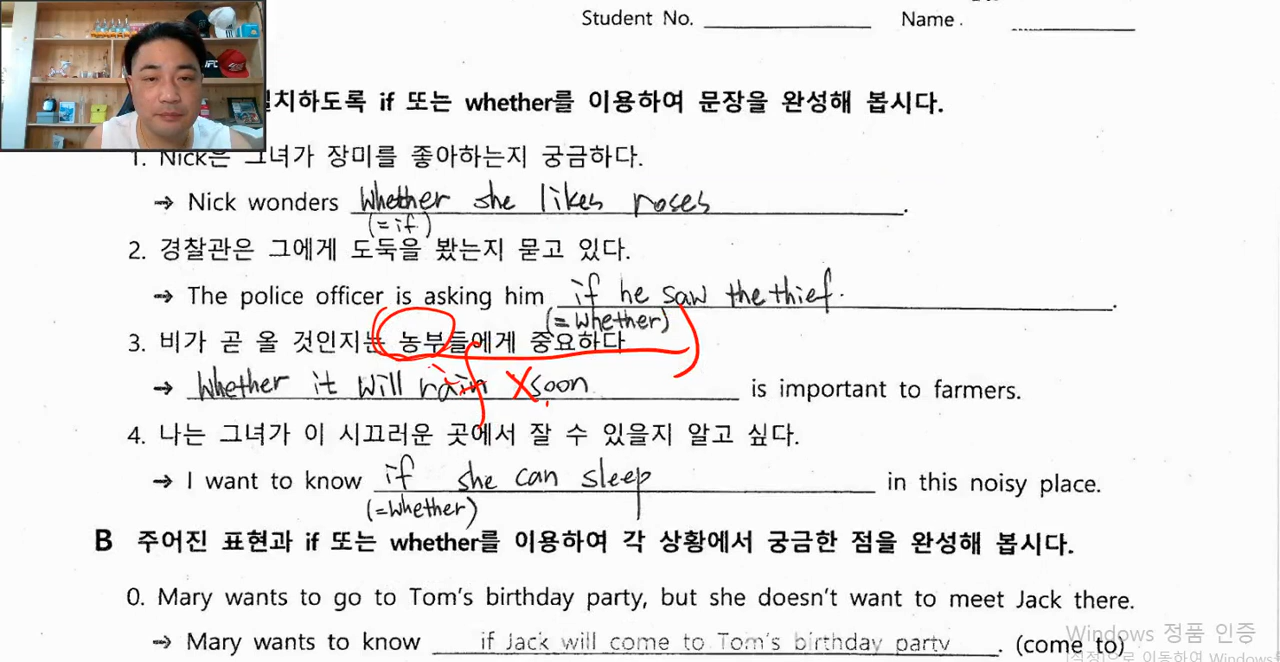 Student No.
Name
일치하도록 if 또는 whether를 이용하여 문장을 완성해 봅시다.
1. Nick은 그녀가 장미를 좋아하는지 궁금하다.
→ Nick wonders whether she likes roses.
(=if)
2. 경찰관은 그에게 도둑을 봤는지 묻고 있다.
→ The police officer is asking him if he saw the thief.
(=whether)
3. 비가 곧 올 것인지는 농부들에게 중요하다
→ Whether it will rain X soon is important to farmers.
4. 나는 그녀가 이 시끄러운 곳에서 잘 수 있을지 알고 싶다.
→ I want to know if she can sleep in this noisy place.
(=whether)
B 주어진 표현과 if 또는 whether를 이용하여 각 상황에서 궁금한 점을 완성해 봅시다.
0. Mary wants to go to Tom's birthday party, but she doesn't want to meet Jack there.
→ Mary wants to know if Jack will come to Tom's birthday party. (come to)
Windows 정품 인증
[설정]으로 이동하여 Windows